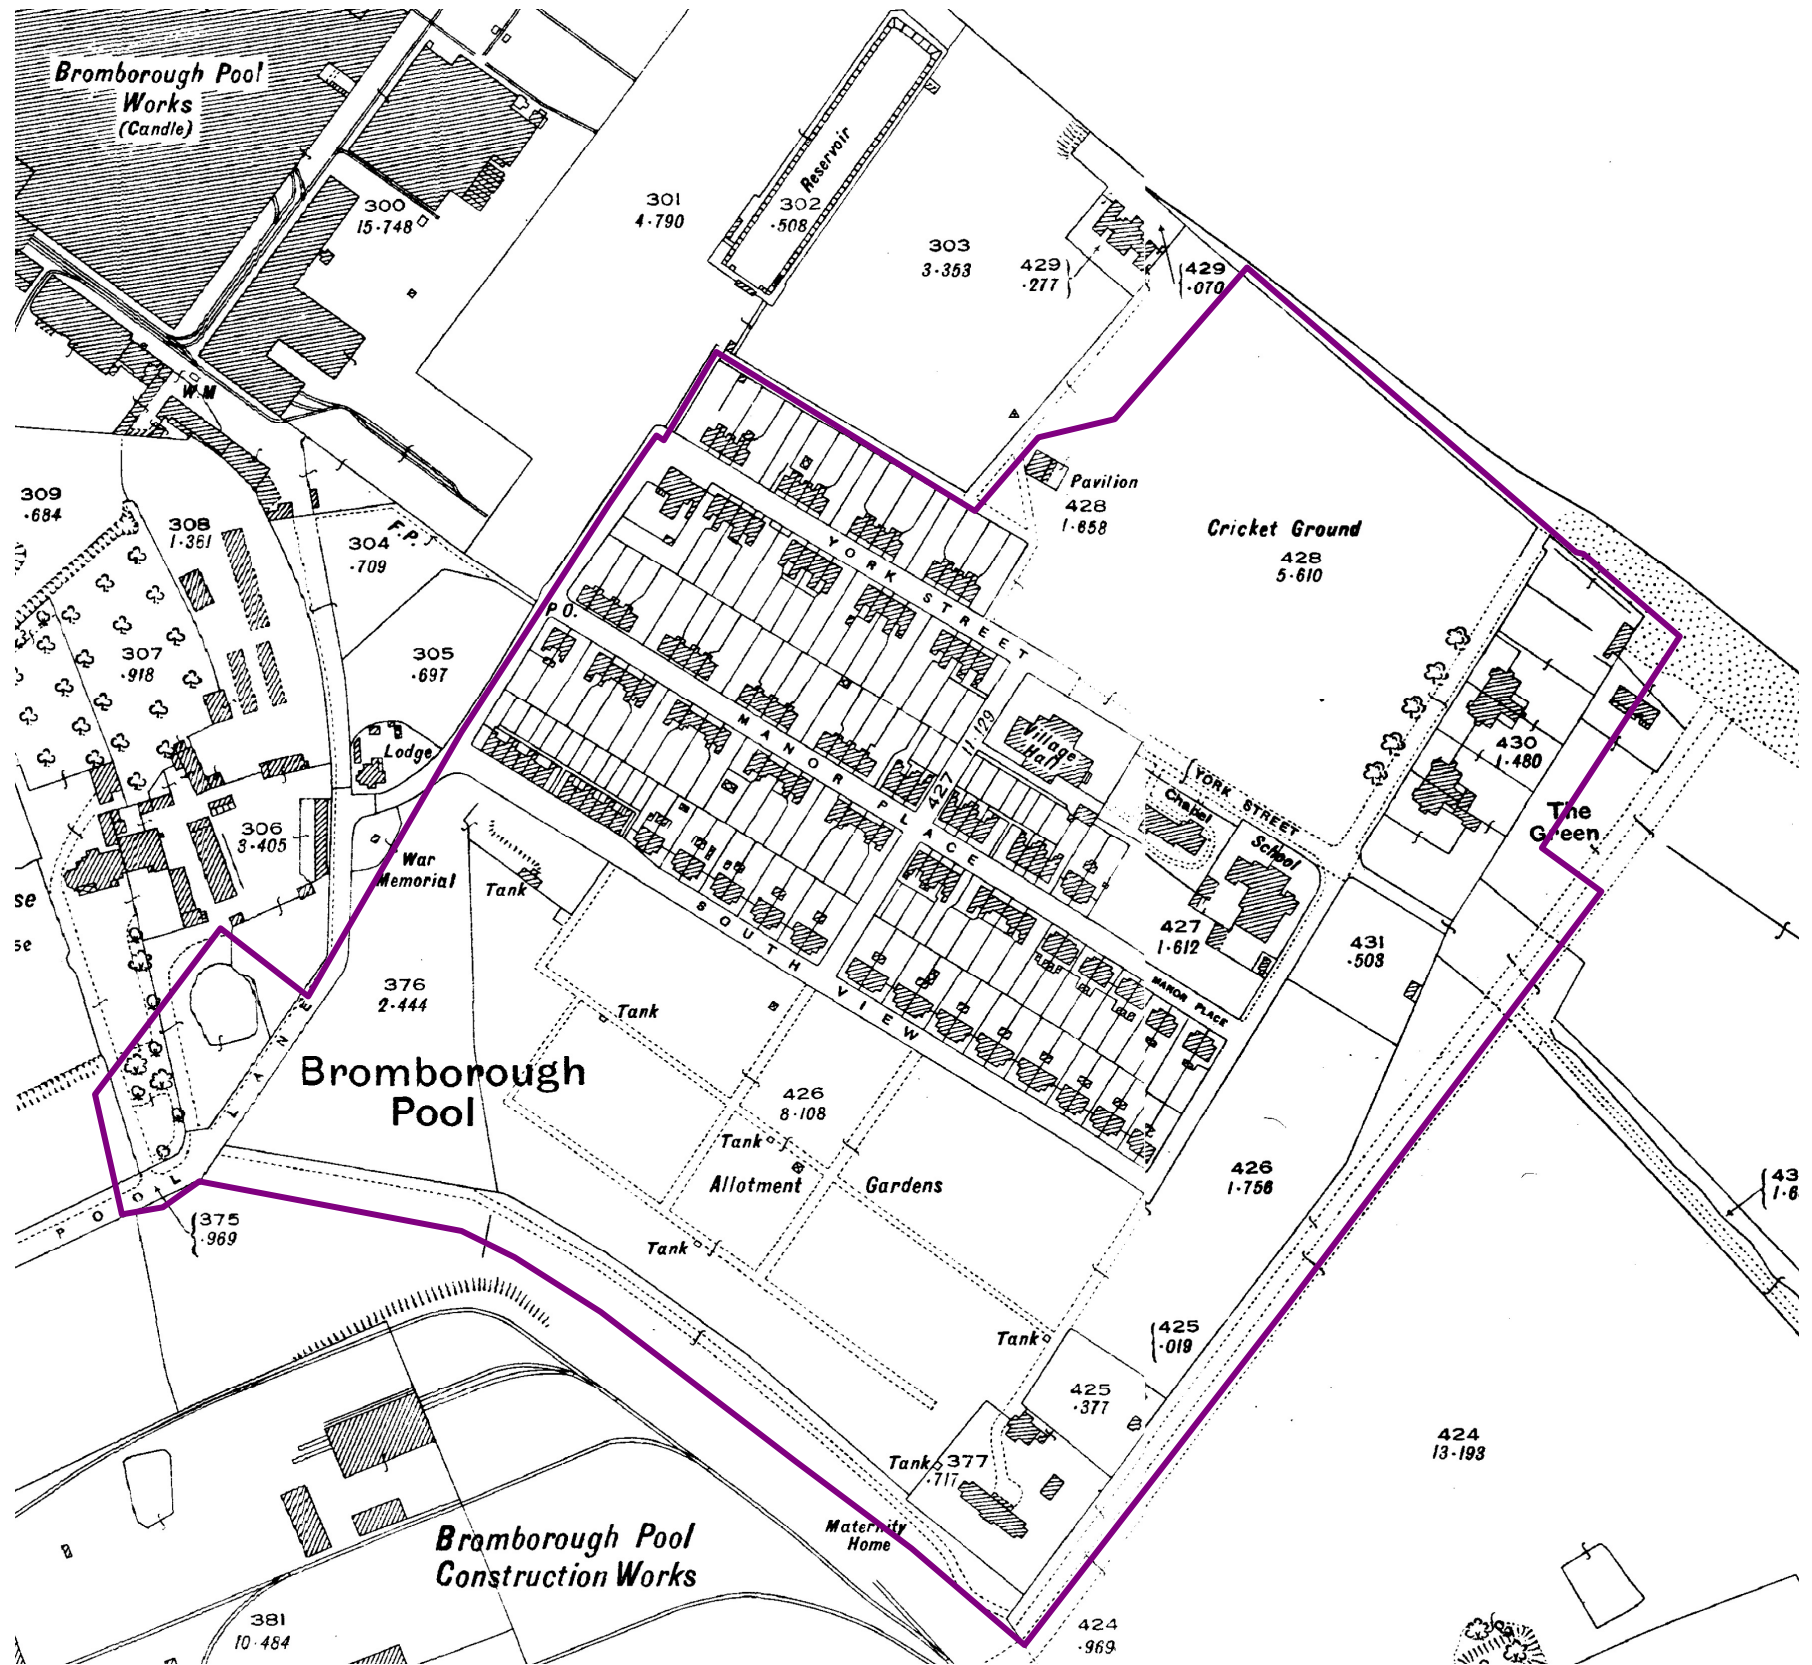 Bromborough Pool
Works
(Candle)
300
15·748
301
4·790
Reservoir
302
·508
303
3·353
429
·277
429
·070
W.M
309
·684
308
1·361
F.P.
304
·709
Pavilion
428
1·658
Cricket Ground
428
5·610
YORK STREET
P.O.
307
·918
305
·697
Lodge
MANOR PLACE
11·129
427
Village
Hall
YORK STREET
Chapel
School
430
1·480
The
Green
306
3·405
War
Memorial
Tank
SOUTH VIEW
427
1·612
431
·503
MANOR PLACE
se
se
376
2·444
Tank
Bromborough
Pool
426
8·108
Tank
Allotment Gardens
426
1·756
POOL LANE
375
·969
Tank
43
1·6
Tank
425
·019
425
·377
424
13·193
Tank
377
·717
Maternity
Home
Bromborough Pool
Construction Works
381
10·484
424
·969